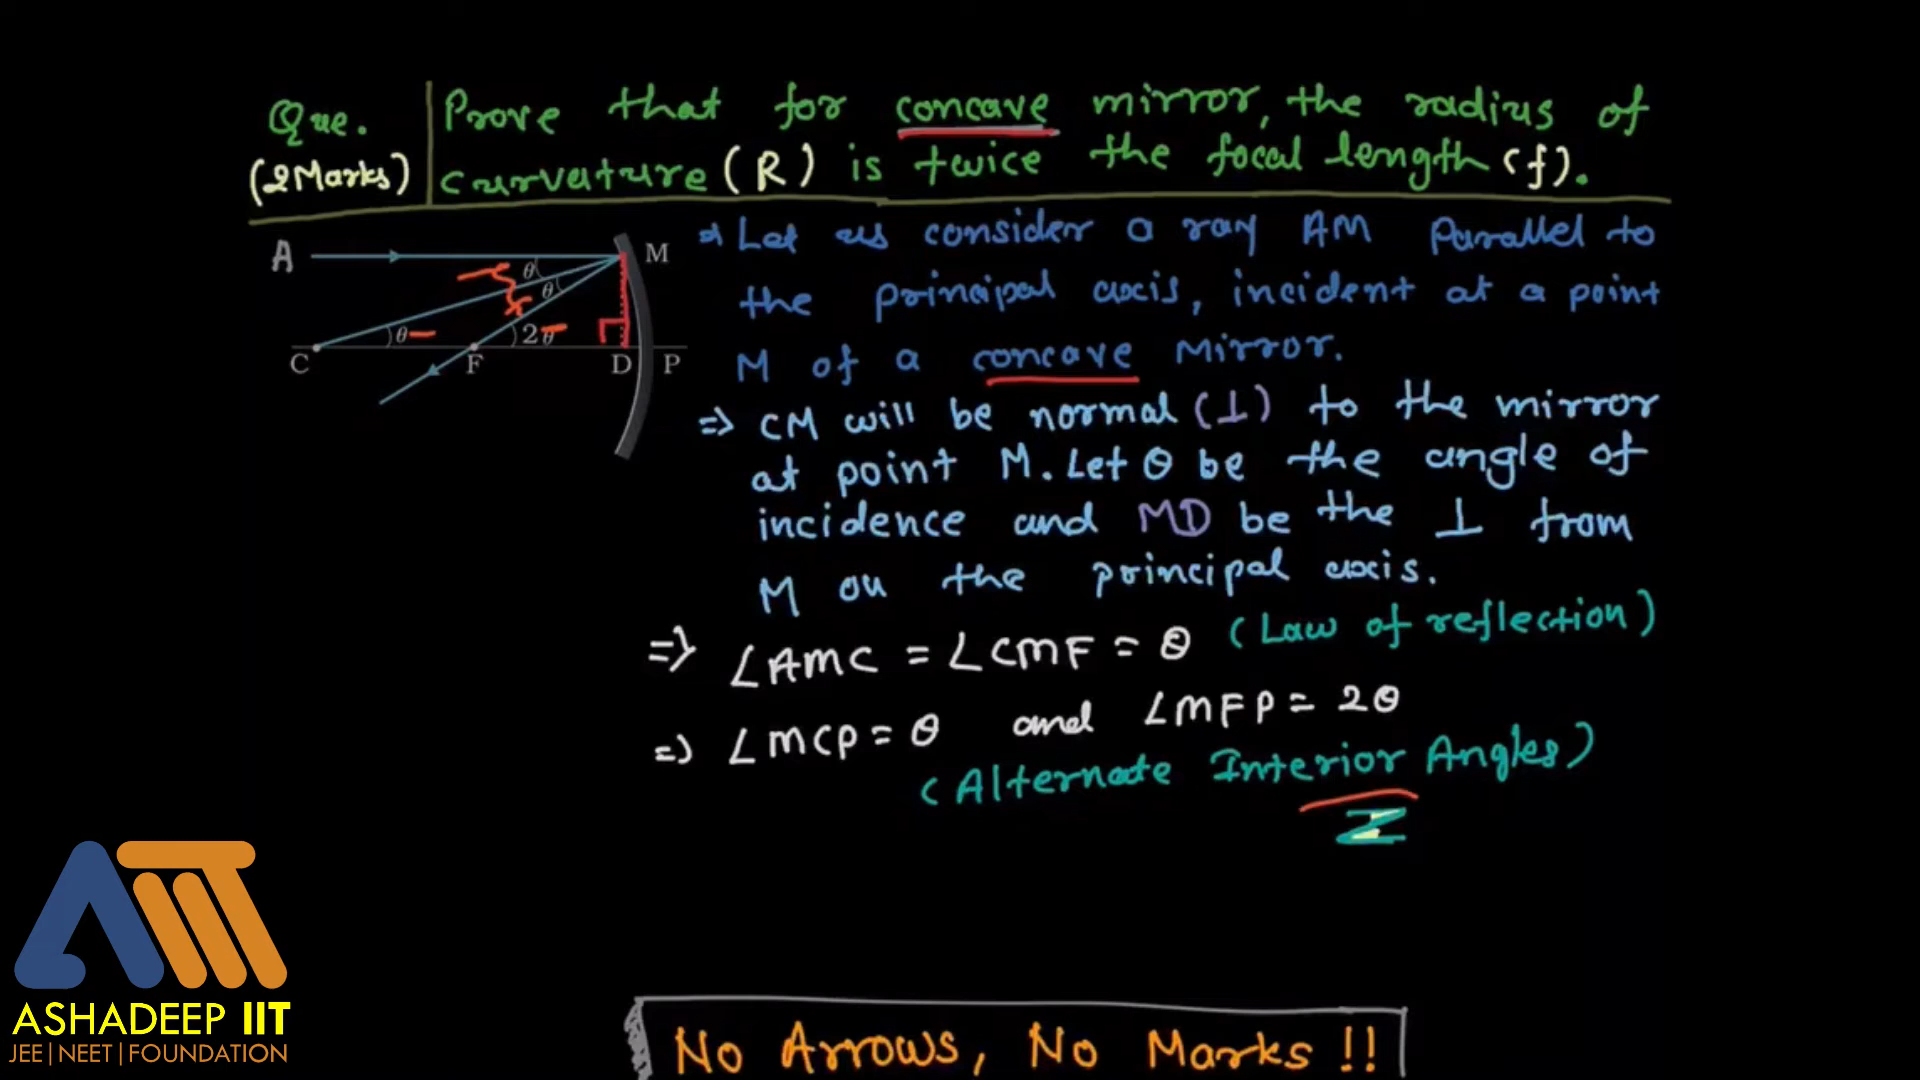 Que. Prove that for concave mirror, the radius of
(2Marks) curvature (R) is twice the focal length (f).
A M θ θ θ 2θ C F D P
⇒ Let us consider a ray AM Parallel to
the principal axis, incident at a point
M of a concave Mirror.
⇒ CM will be normal (⊥) to the mirror
at point M. Let θ be the angle of
incidence and MD be the ⊥ from
M on the principal axis.
⇒ ∠AMC = ∠CMF = θ (Law of reflection)
⇒ ∠MCP = θ and ∠MFP = 2θ
(Alternate Interior Angles)
Z
ASHADEEP IIT
JEE|NEET|FOUNDATION
No Arrows, No Marks !!